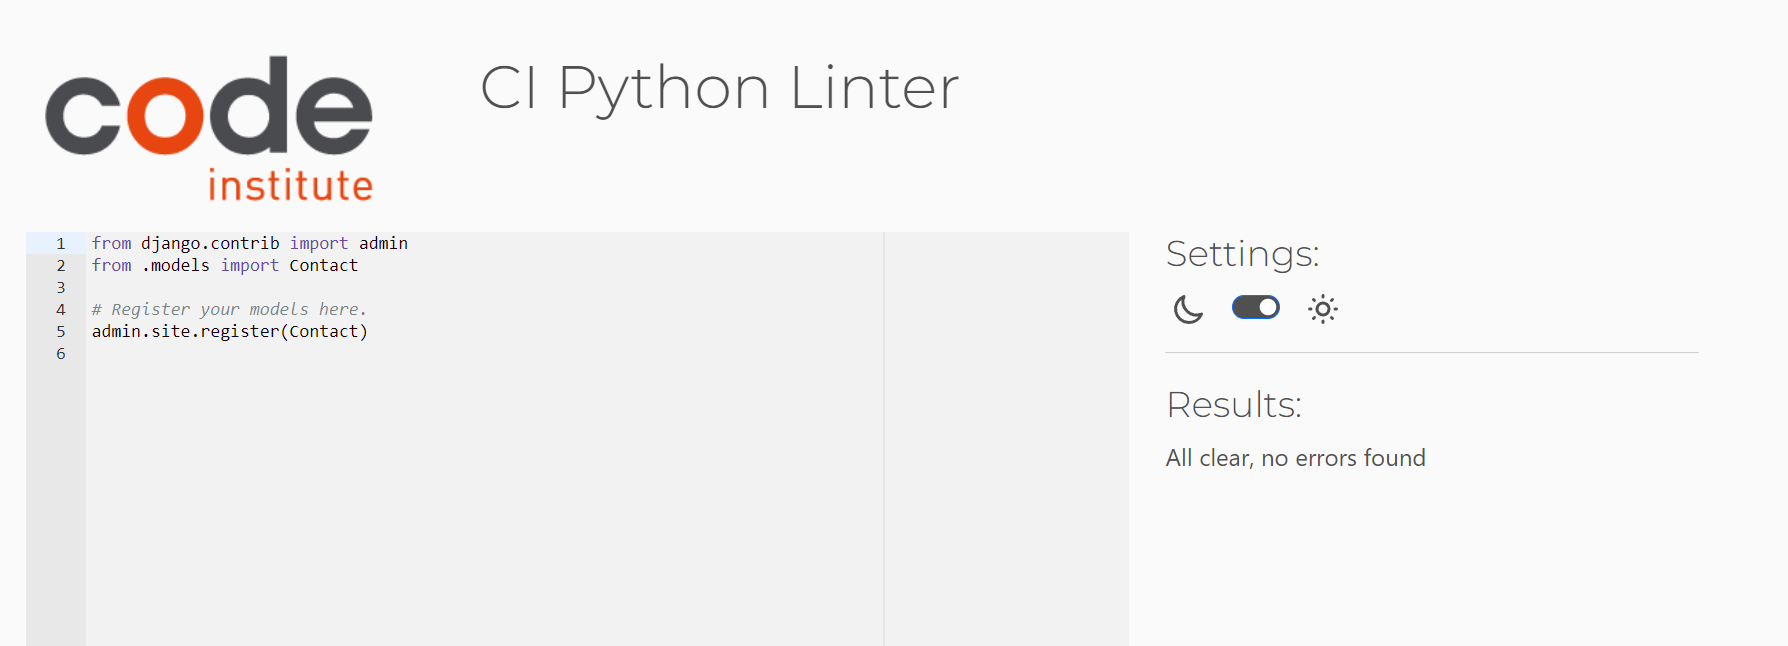 code
institute
CI Python Linter
1 from django.contrib import admin
2 from .models import Contact
3
4 # Register your models here.
5 admin.site.register(Contact)
6
Settings:
Results:
All clear, no errors found